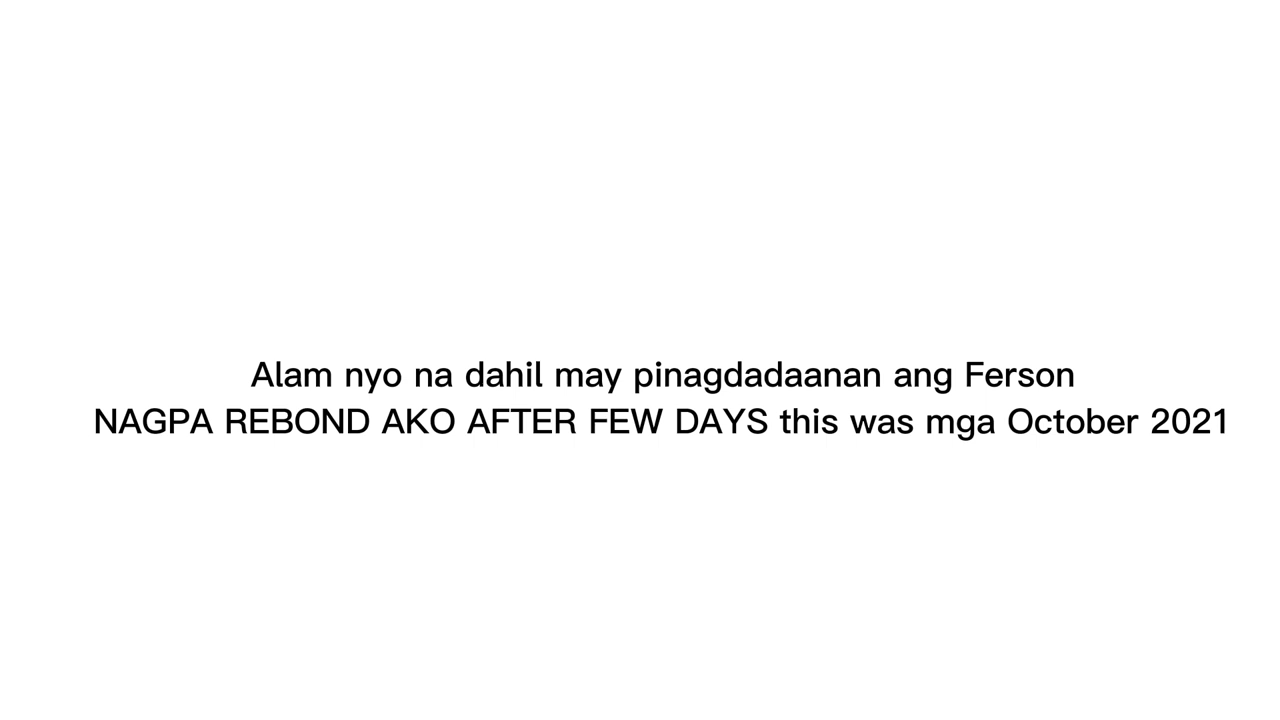 Alam nyo na dahil may pinagdadaanan ang Ferson
NAGPA REBOND AKO AFTER FEW DAYS this was mga October 2021